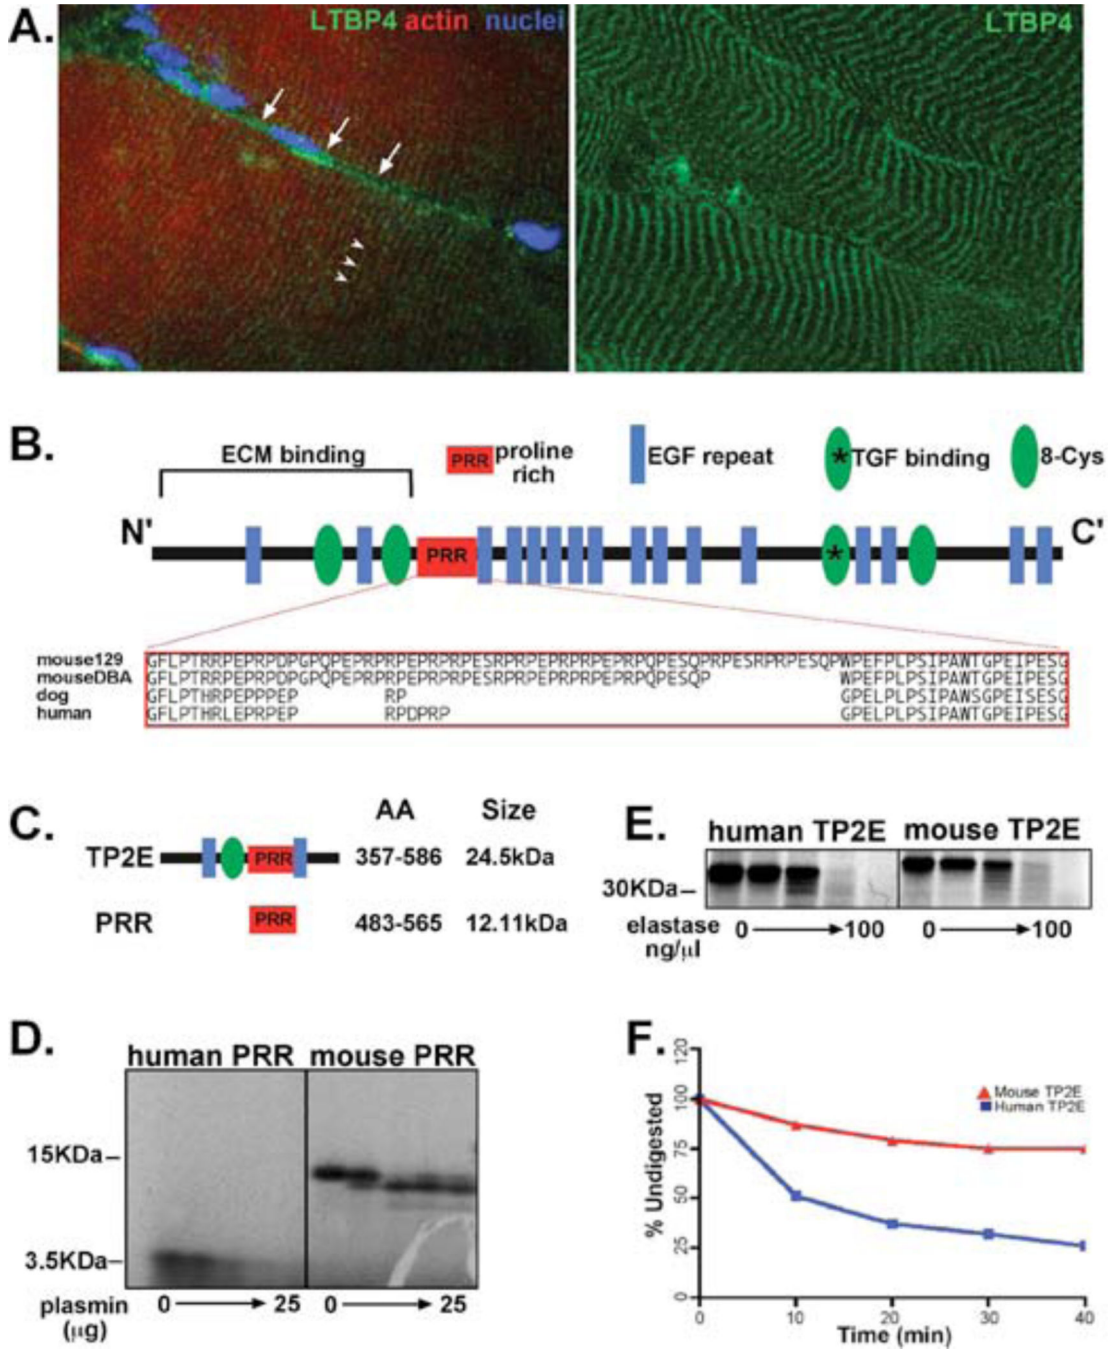 A.
LTBP4 actin nuclei
LTBP4
B.
ECM binding
PRR proline rich
EGF repeat
* TGF binding
8-Cys
N'
PRR
*
C'
mouse129 GFLPTRRPEPRPDPGPQPEPRPRPEPRPRPESRPRPEPRPRPEPRPQPESQPRPESRPRPESQPWPEFPLPSIPAWTGPEIPESG
mouseDBA GFLPTRRPEPRPDPGPQPEPRPRPEPRPRPESRPRPEPRPRPEPRPQPESQP WPEFPLPSIPAWTGPEIPESG
dog GFLPTHRPEPPPEP RP GPELPLPSIPAWSGPEISESG
human GFLPTHRLEPRPEP RPDPRP GPELPLPSIPAWTGPEIPESG
C.
AA Size
TP2E PRR 357-586 24.5kDa
PRR PRR 483-565 12.11kDa
D.
human PRR mouse PRR
15KDa
3.5KDa
plasmin (µg) 0 25 0 25
E.
human TP2E mouse TP2E
30KDa
elastase ng/µl 0 100 0 100
F.
% Undigested
120
100
75
50
25
0
Mouse TP2E
Human TP2E
0 10 20 30 40
Time (min)